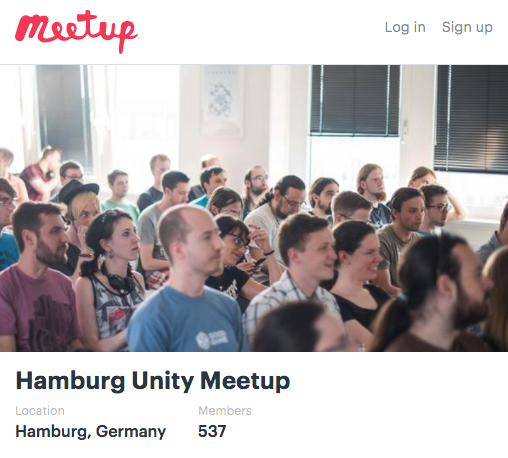 Meetup
Log in Sign up
Hamburg Unity Meetup
Location Members
Hamburg, Germany 537